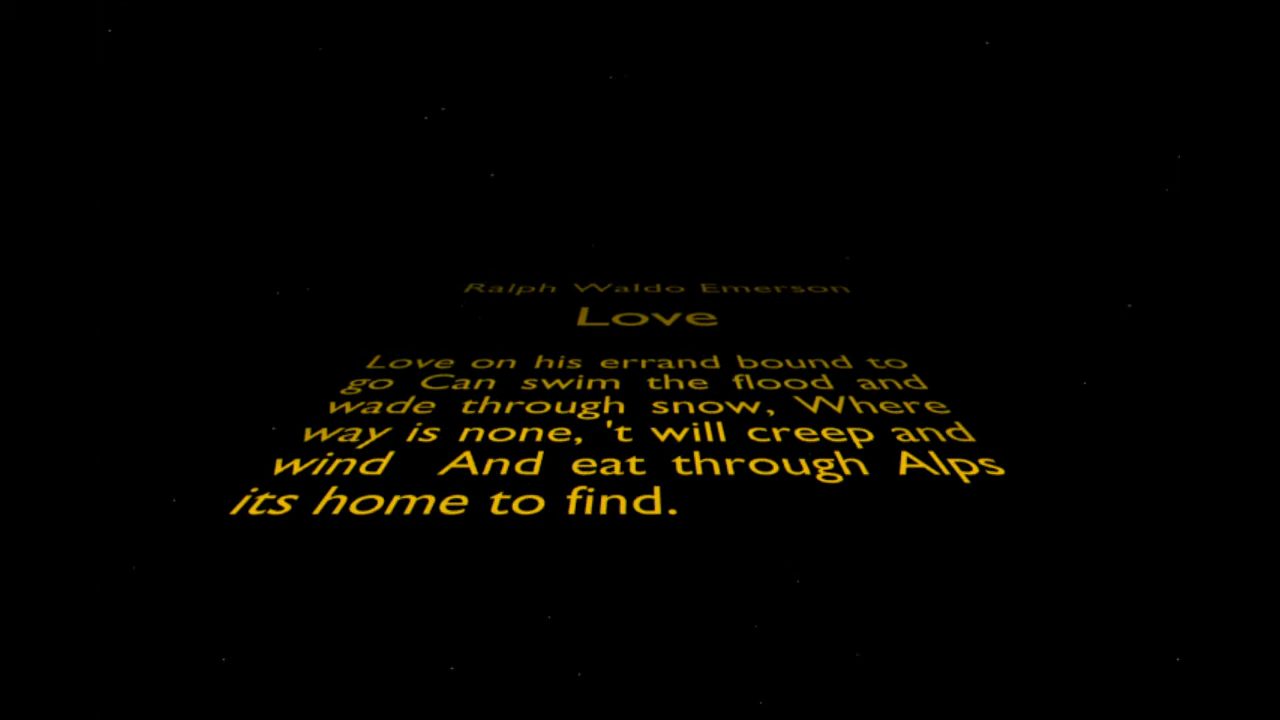 Ralph Waldo Emerson
Love
Love on his errand bound to
go Can swim the flood and
wade through snow, Where
way is none, 't will creep and
wind And eat through Alps
its home to find.